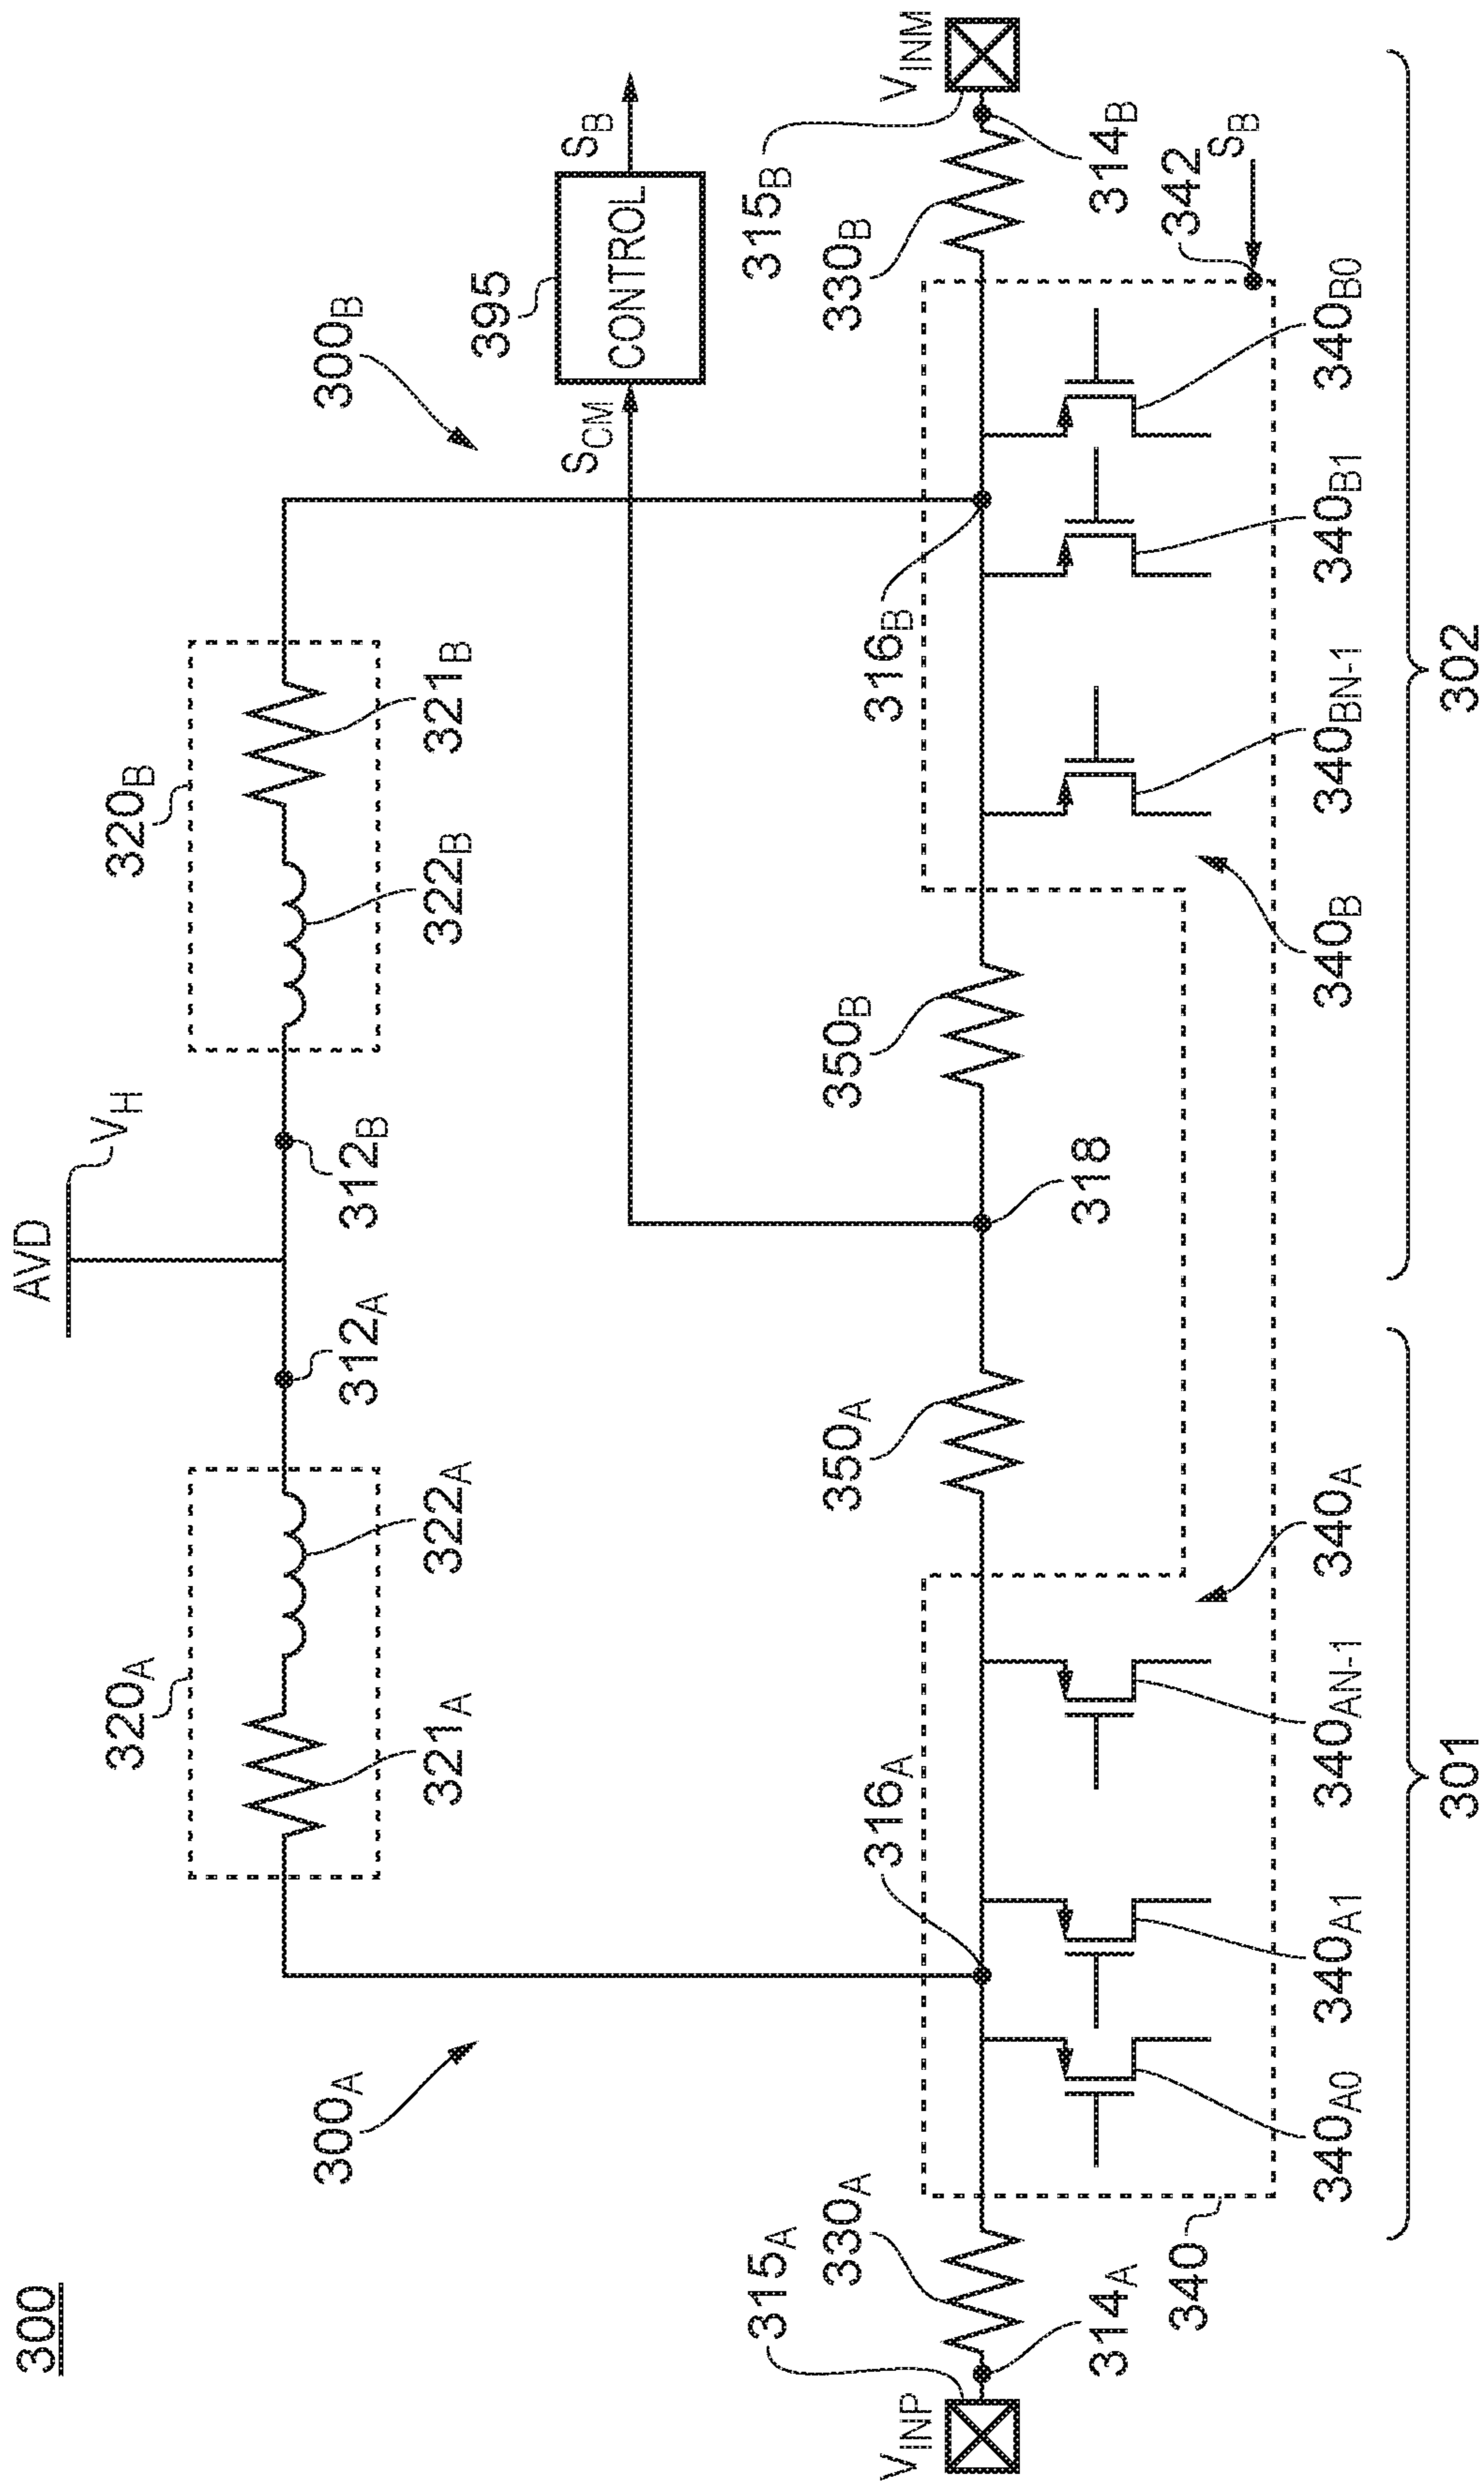 300
AVD
V_H
320_A
320_B
321_A
322_A
312_A
312_B
322_B
321_B
300_A
300_B
395
CONTROL
S_CM
S_B
V_INP
315_A
330_A
316_A
350_A
350_B
316_B
330_B
315_B
V_INM
314_A
318
314_B
340
342
S_B
340_A0
340_A1
340_AN-1
340_A
340_B
340_BN-1
340_B1
340_B0
301
302